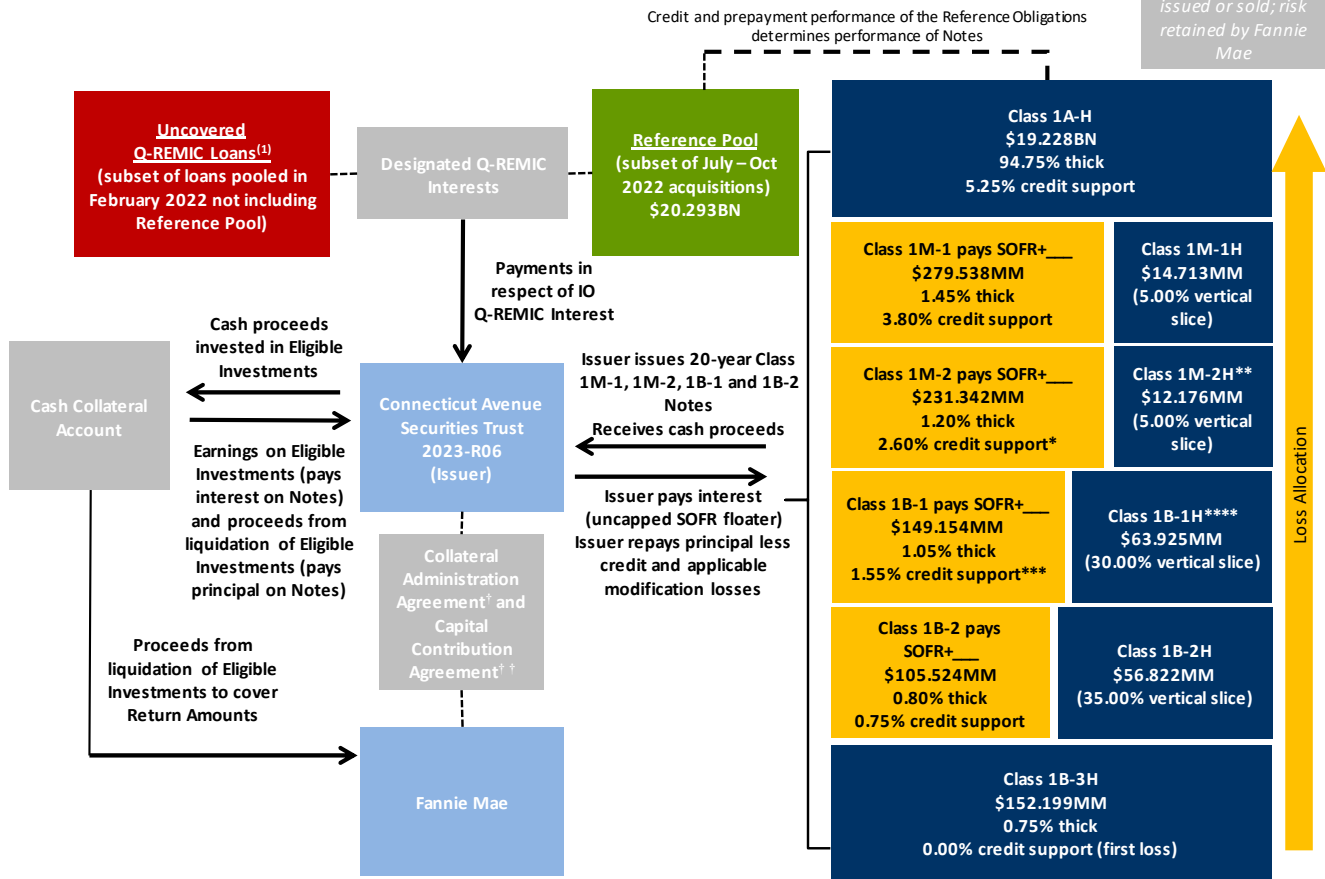 Credit and prepayment performance of the Reference Obligations
determines performance of Notes
issued or sold; risk
retained by Fannie
Mae
Uncovered
Q-REMIC Loans(1)
(subset of loans pooled in
February 2022 not including
Reference Pool)
Designated Q-REMIC
Interests
Reference Pool
(subset of July – Oct
2022 acquisitions)
$20.293BN
Class 1A-H
$19.228BN
94.75% thick
5.25% credit support
Payments in
respect of IO
Q-REMIC Interest
Class 1M-1 pays SOFR+___
$279.538MM
1.45% thick
3.80% credit support
Class 1M-1H
$14.713MM
(5.00% vertical
slice)
Cash proceeds
invested in Eligible
Investments
Cash Collateral
Account
Earnings on Eligible
Investments (pays
interest on Notes)
and proceeds from
liquidation of Eligible
Investments (pays
principal on Notes)
Connecticut Avenue
Securities Trust
2023-R06
(Issuer)
Issuer issues 20-year Class
1M-1, 1M-2, 1B-1 and 1B-2
Notes
Receives cash proceeds
Issuer pays interest
(uncapped SOFR floater)
Issuer repays principal less
credit and applicable
modification losses
Class 1M-2 pays SOFR+___
$231.342MM
1.20% thick
2.60% credit support*
Class 1M-2H**
$12.176MM
(5.00% vertical
slice)
Class 1B-1 pays SOFR+___
$149.154MM
1.05% thick
1.55% credit support***
Class 1B-1H****
$63.925MM
(30.00% vertical slice)
Loss Allocation
Collateral
Administration
Agreement† and
Capital
Contribution
Agreement† †
Proceeds from
liquidation of Eligible
Investments to cover
Return Amounts
Class 1B-2 pays
SOFR+___
$105.524MM
0.80% thick
0.75% credit support
Class 1B-2H
$56.822MM
(35.00% vertical slice)
Fannie Mae
Class 1B-3H
$152.199MM
0.75% thick
0.00% credit support (first loss)